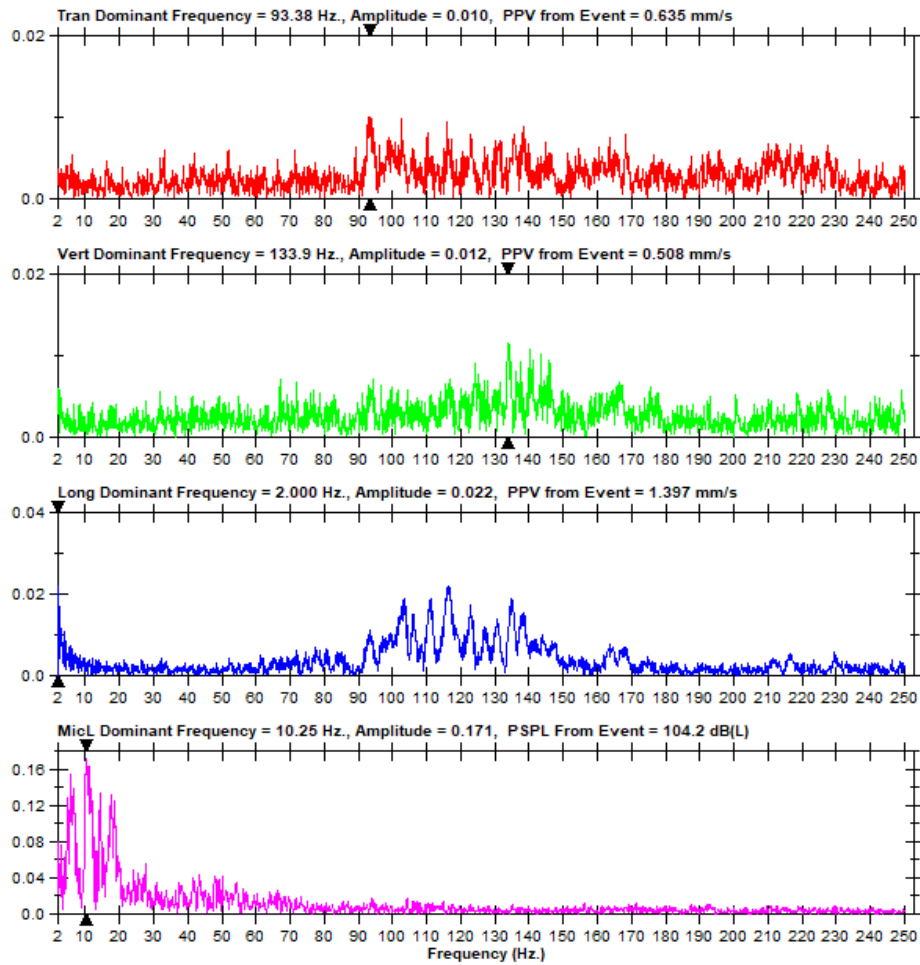 Tran Dominant Frequency = 93.38 Hz., Amplitude = 0.010, PPV from Event = 0.635 mm/s
0.02
0.0
2 10 20 30 40 50 60 70 80 90 100 110 120 130 140 150 160 170 180 190 200 210 220 230 240 250
Vert Dominant Frequency = 133.9 Hz., Amplitude = 0.012, PPV from Event = 0.508 mm/s
0.02
0.0
2 10 20 30 40 50 60 70 80 90 100 110 120 130 140 150 160 170 180 190 200 210 220 230 240 250
Long Dominant Frequency = 2.000 Hz., Amplitude = 0.022, PPV from Event = 1.397 mm/s
0.04
0.02
0.0
2 10 20 30 40 50 60 70 80 90 100 110 120 130 140 150 160 170 180 190 200 210 220 230 240 250
MicL Dominant Frequency = 10.25 Hz., Amplitude = 0.171, PSPL From Event = 104.2 dB(L)
0.16
0.12
0.08
0.04
0.0
2 10 20 30 40 50 60 70 80 90 100 110 120 130 140 150 160 170 180 190 200 210 220 230 240 250
Frequency (Hz.)